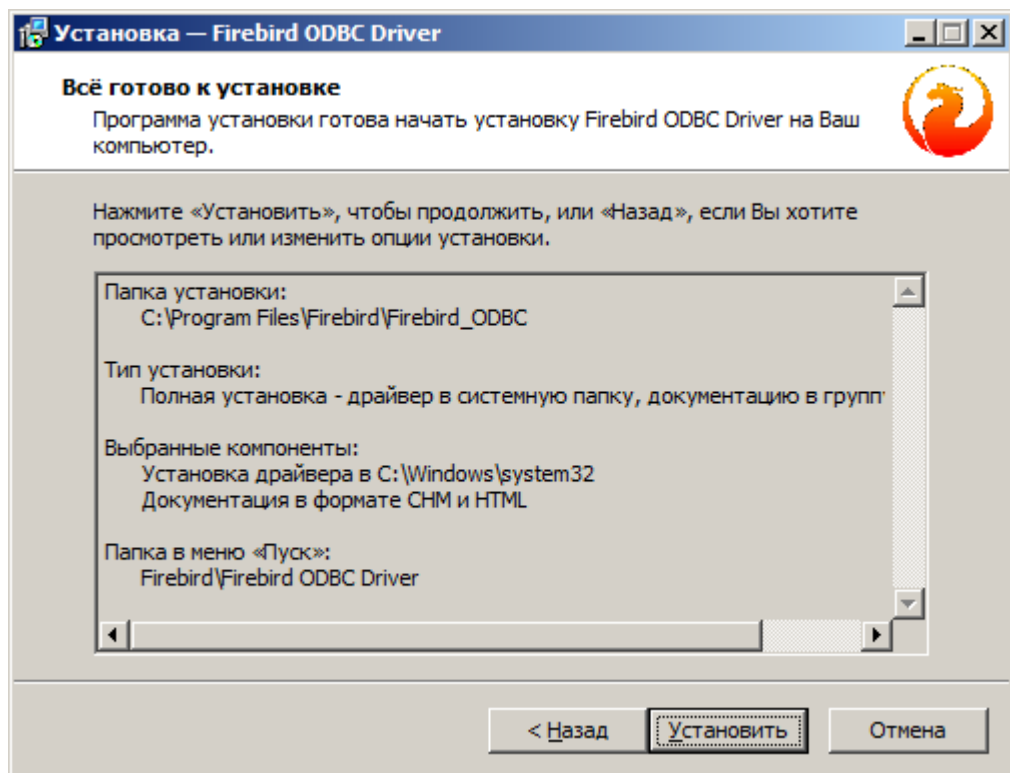 Установка — Firebird ODBC Driver
Всё готово к установке
Программа установки готова начать установку Firebird ODBC Driver на Ваш
компьютер.
Нажмите «Установить», чтобы продолжить, или «Назад», если Вы хотите
просмотреть или изменить опции установки.
Папка установки:
C:\Program Files\Firebird\Firebird_ODBC
Тип установки:
Полная установка - драйвер в системную папку, документацию в групп
Выбранные компоненты:
Установка драйвера в C:\Windows\system32
Документация в формате CHM и HTML
Папка в меню «Пуск»:
Firebird\Firebird ODBC Driver
< Назад
Установить
Отмена